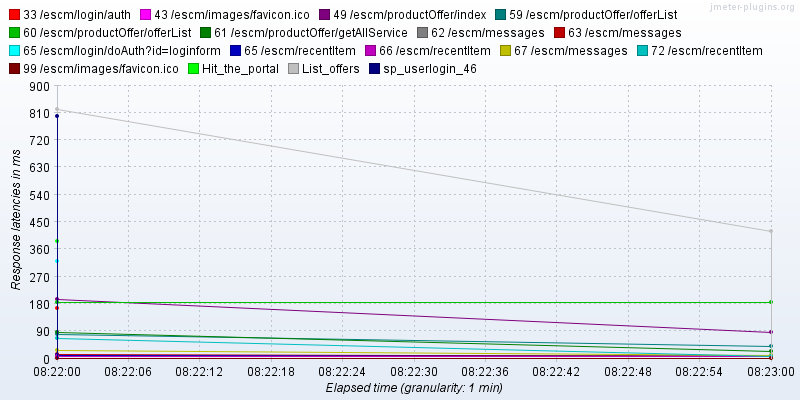 jmeter-plugins.org
33 /escm/login/auth 43 /escm/images/favicon.ico 49 /escm/productOffer/index 59 /escm/productOffer/offerList
60 /escm/productOffer/offerList 61 /escm/productOffer/getAllService 62 /escm/messages 63 /escm/messages
65 /escm/login/doAuth?id=loginform 65 /escm/recentItem 66 /escm/recentItem 67 /escm/messages 72 /escm/recentItem
99 /escm/images/favicon.ico Hit_the_portal List_offers sp_userlogin_46
Response latencies in ms
900
810
720
630
540
450
360
270
180
90
0
08:22:00 08:22:06 08:22:12 08:22:18 08:22:24 08:22:30 08:22:36 08:22:42 08:22:48 08:22:54 08:23:00
Elapsed time (granularity: 1 min)